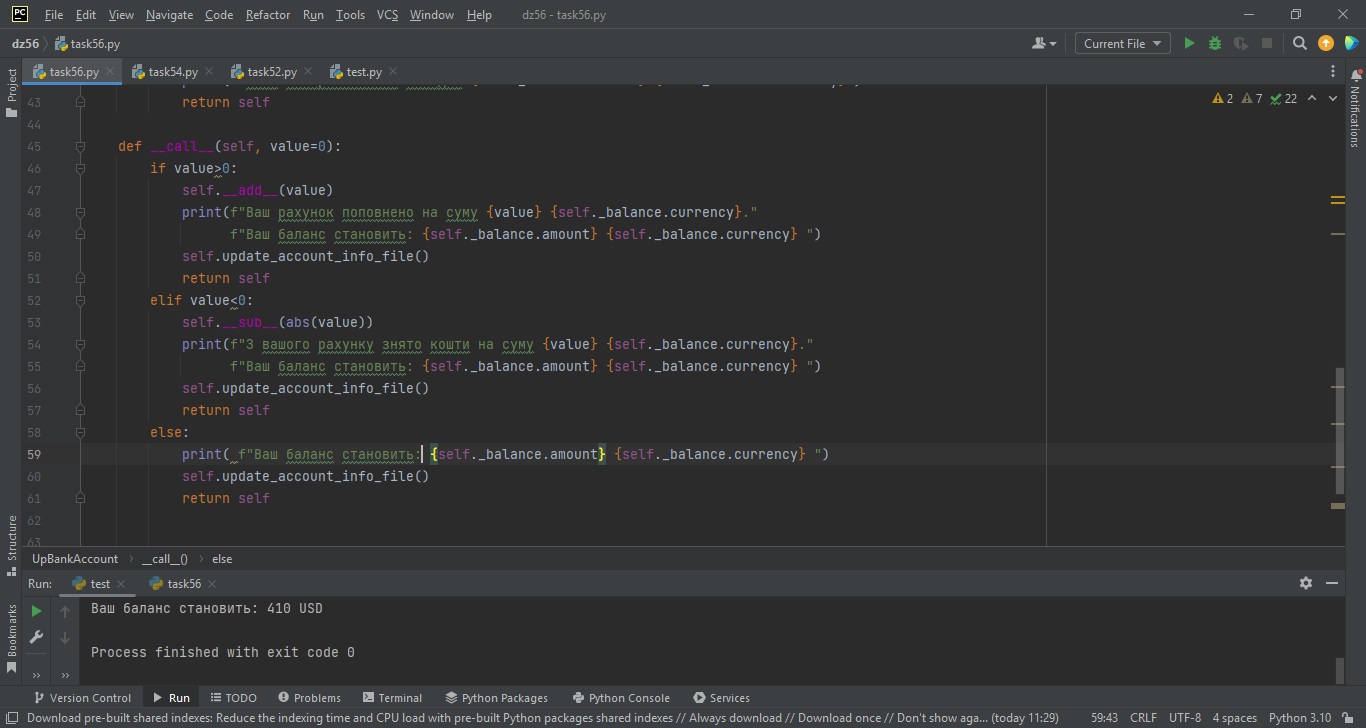 PC File Edit View Navigate Code Refactor Run Tools VCS Window Help dz56 - task56.py
dz56 task56.py Current File
task56.py task54.py task52.py test.py
2 7 22
43 return self
44
45 def __call__(self, value=0):
46 if value>0:
47 self.__add__(value)
48 print(f"Ваш рахунок поповнено на суму {value} {self._balance.currency}."
49 f"Ваш баланс становить: {self._balance.amount} {self._balance.currency} ")
50 self.update_account_info_file()
51 return self
52 elif value<0:
53 self.__sub__(abs(value))
54 print(f"З вашого рахунку знято кошти на суму {value} {self._balance.currency}."
55 f"Ваш баланс становить: {self._balance.amount} {self._balance.currency} ")
56 self.update_account_info_file()
57 return self
58 else:
59 print( f"Ваш баланс становить: {self._balance.amount} {self._balance.currency} ")
60 self.update_account_info_file()
61 return self
62
63
Project
Structure
Bookmarks
Notifications
UpBankAccount __call__() else
Run: test task56
Ваш баланс становить: 410 USD
Process finished with exit code 0
Version Control Run TODO Problems Terminal Python Packages Python Console Services
Download pre-built shared indexes: Reduce the indexing time and CPU load with pre-built Python packages shared indexes // Always download // Download once // Don't show aga... (today 11:29) 59:43 CRLF UTF-8 4 spaces Python 3.10